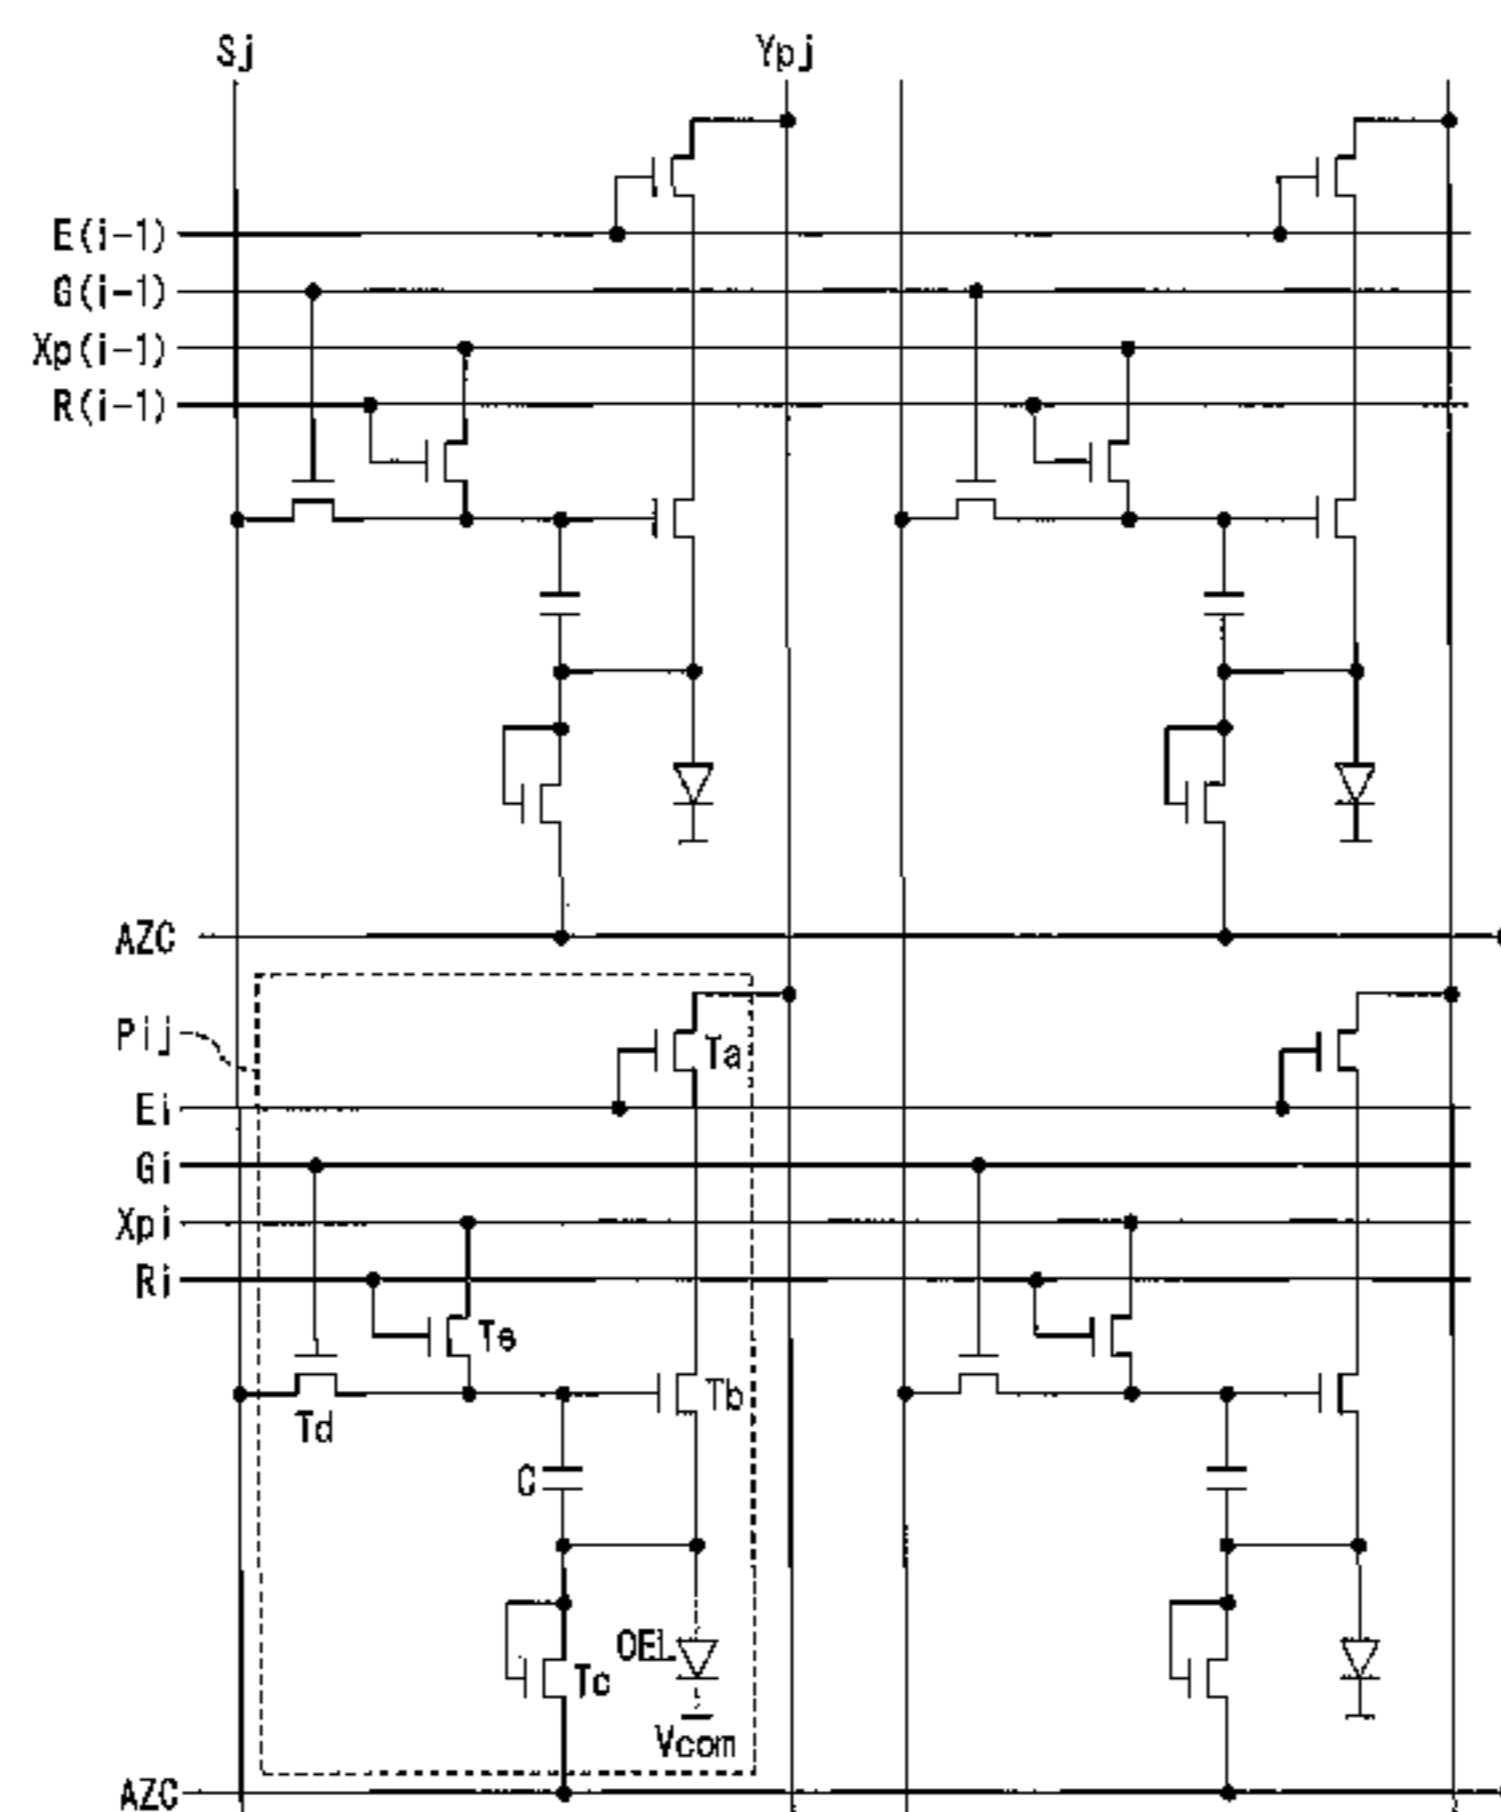 Sj Ypj
E(i-1)
G(i-1)
Xp(i-1)
R(i-1)
AZC
Pij
Ta
Ei
Gi
Xpi
Ri
Te
Tb
Td
C
OEL
Tc
Vcom
AZC